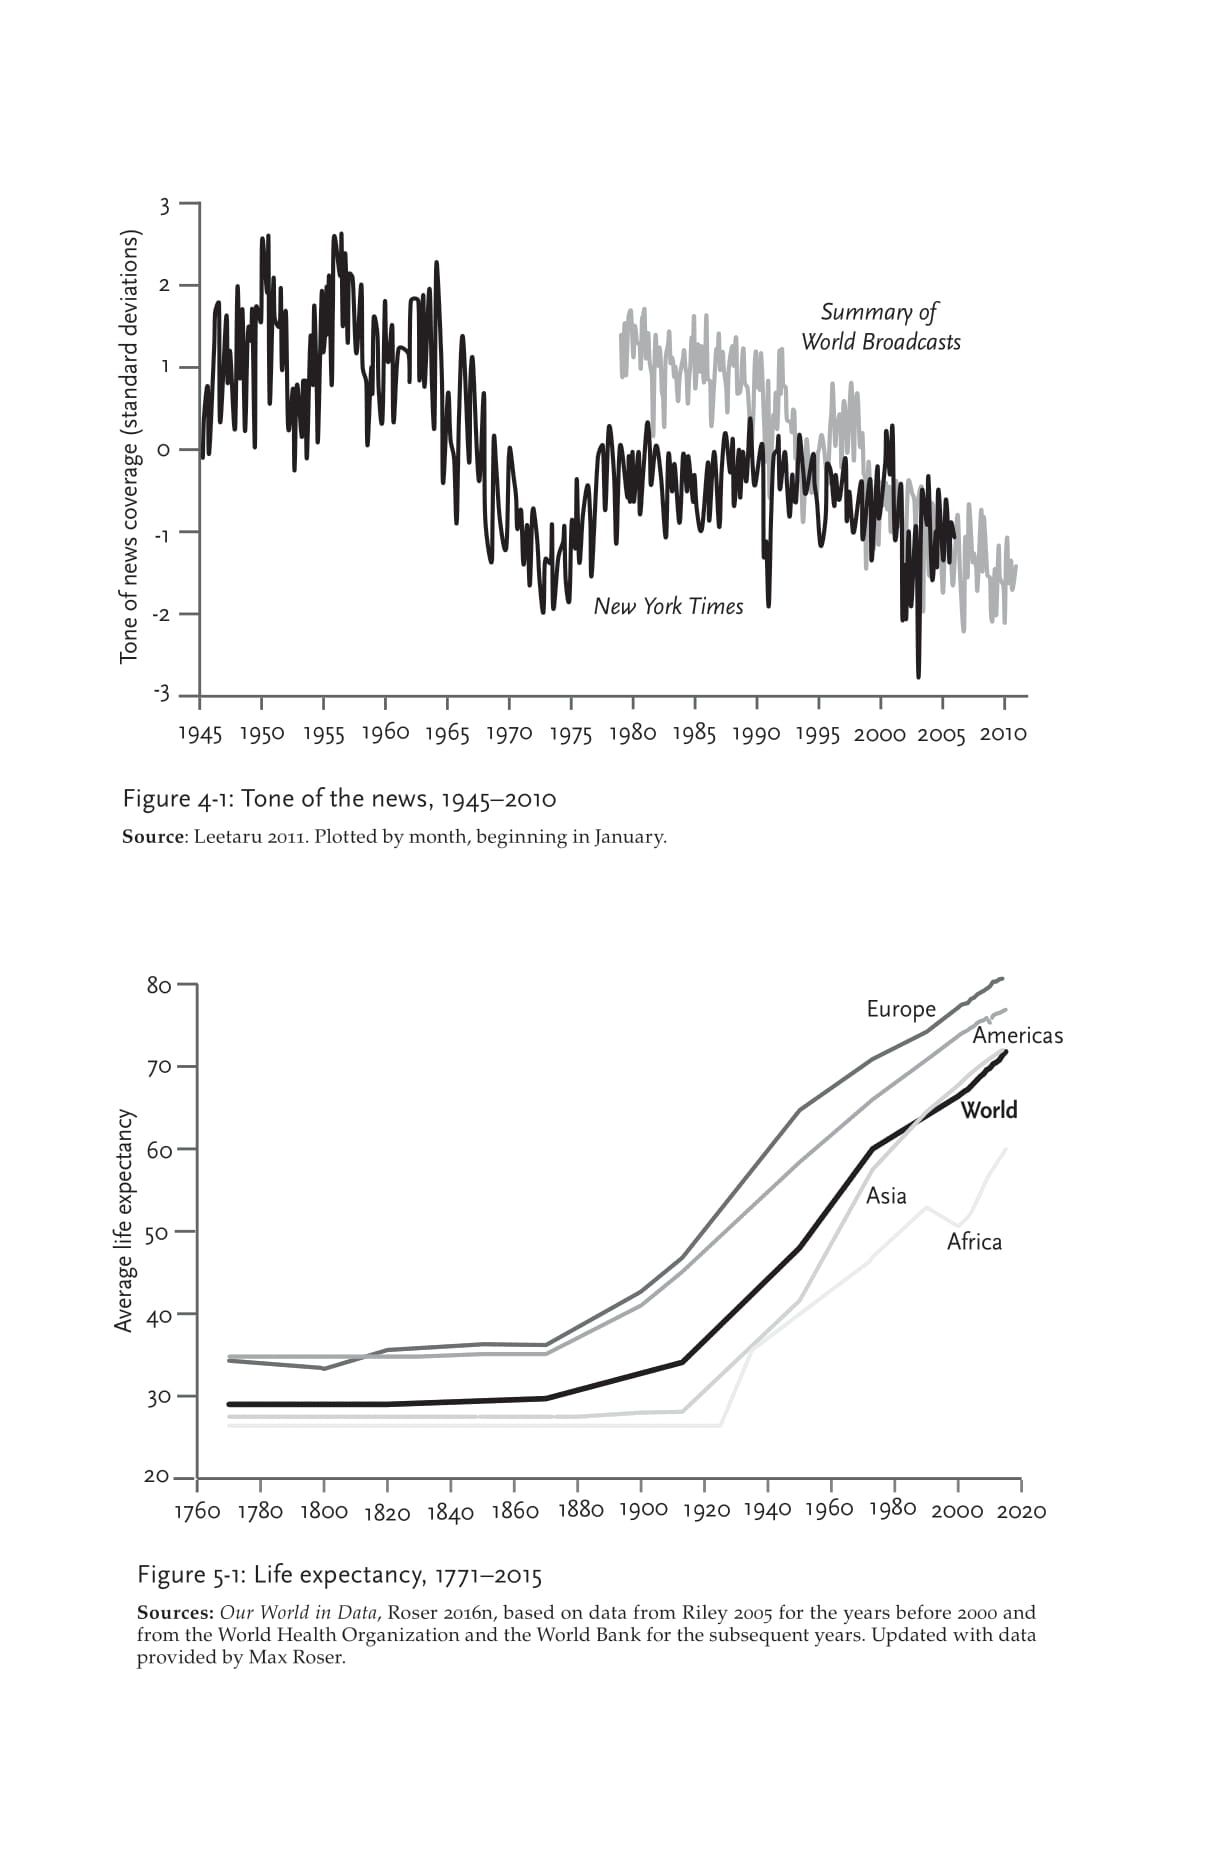 3
2
1
0
-1
-2
-3
Tone of news coverage (standard deviations)
Summary of
World Broadcasts
New York Times
1945 1950 1955 1960 1965 1970 1975 1980 1985 1990 1995 2000 2005 2010
Figure 4-1: Tone of the news, 1945–2010
Source: Leetaru 2011. Plotted by month, beginning in January.
80
70
60
50
40
30
20
Average life expectancy
Europe
Americas
World
Asia
Africa
1760 1780 1800 1820 1840 1860 1880 1900 1920 1940 1960 1980 2000 2020
Figure 5-1: Life expectancy, 1771–2015
Sources: Our World in Data, Roser 2016n, based on data from Riley 2005 for the years before 2000 and
from the World Health Organization and the World Bank for the subsequent years. Updated with data
provided by Max Roser.